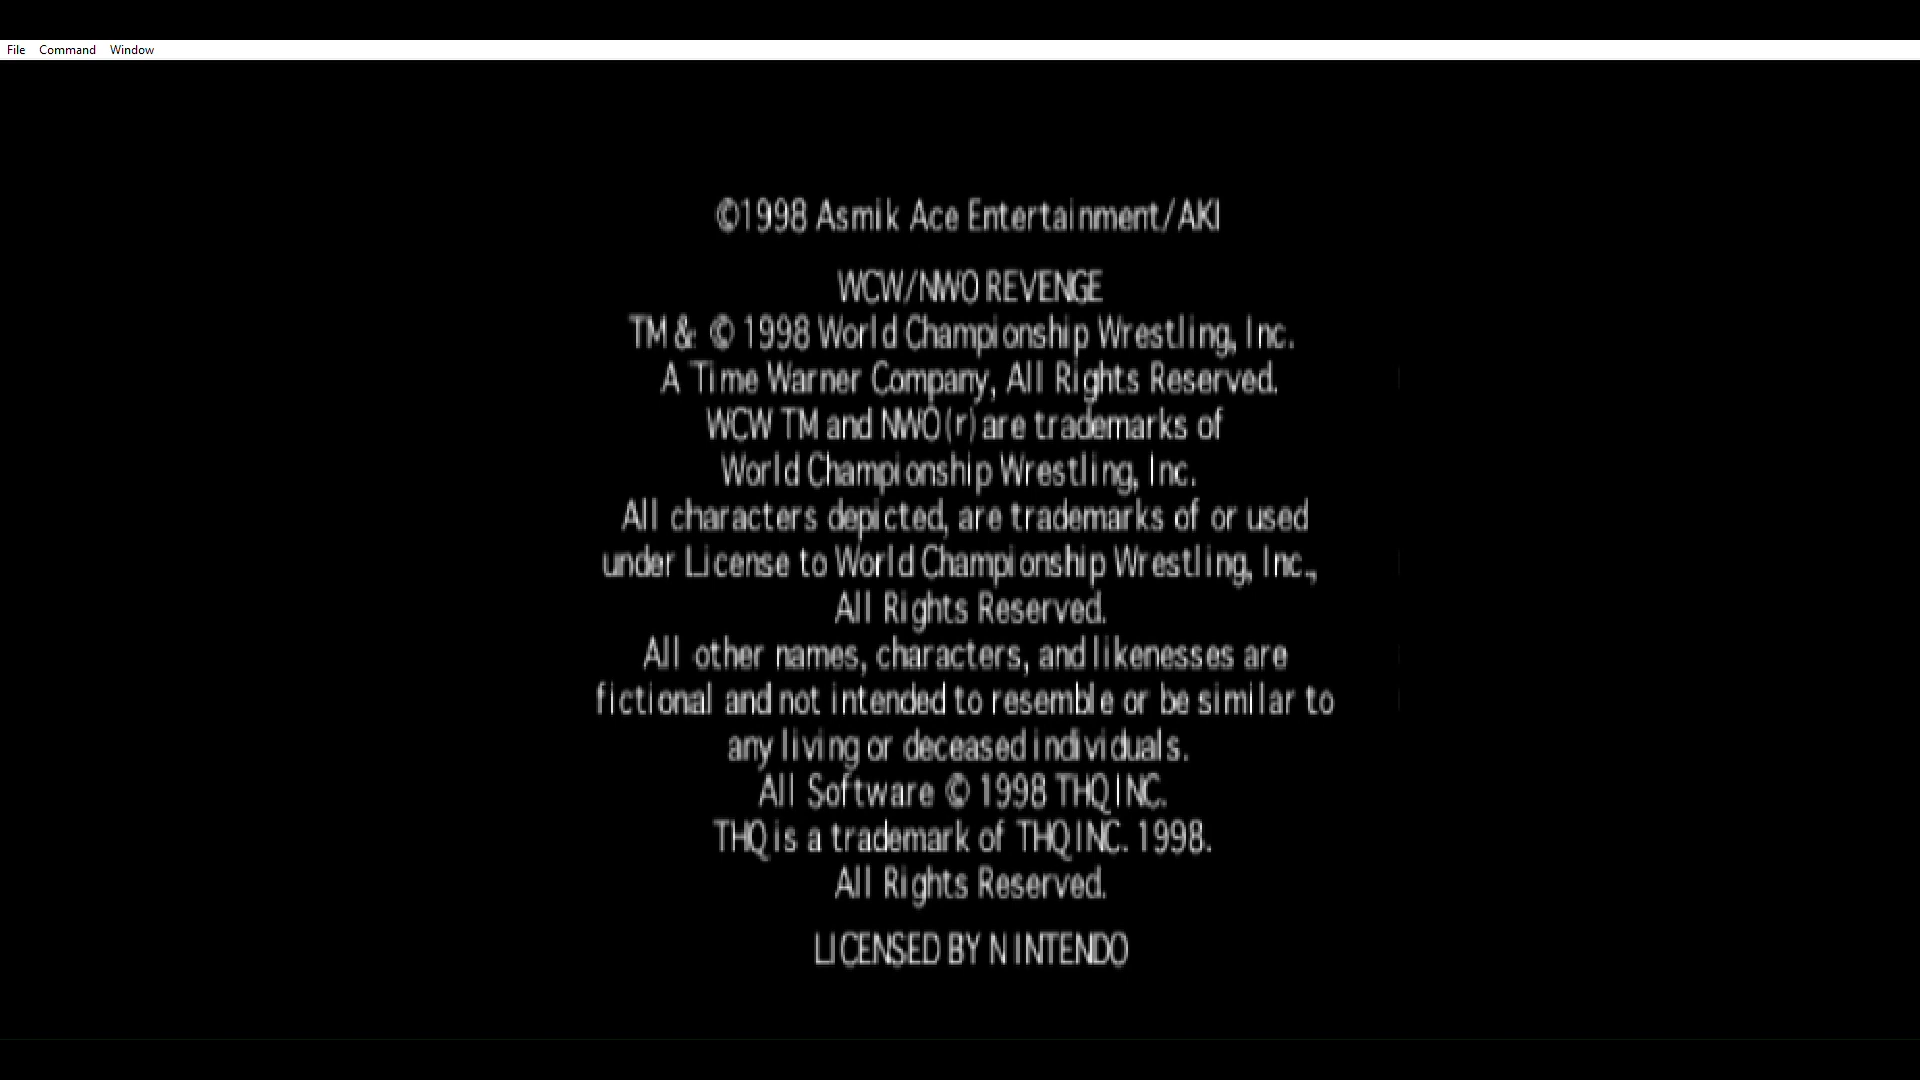 File Command Window
©1998 Asmik Ace Entertainment/AKI
WCW/NWO REVENGE
TM & © 1998 World Championship Wrestling, Inc.
A Time Warner Company, All Rights Reserved.
WCW TM and NWO(r) are trademarks of
World Championship Wrestling, Inc.
All characters depicted, are trademarks of or used
under License to World Championship Wrestling, Inc.,
All Rights Reserved.
All other names, characters, and likenesses are
fictional and not intended to resemble or be similar to
any living or deceased individuals.
All Software © 1998 THQ INC.
THQ is a trademark of THQ INC. 1998.
All Rights Reserved.
LICENSED BY NINTENDO